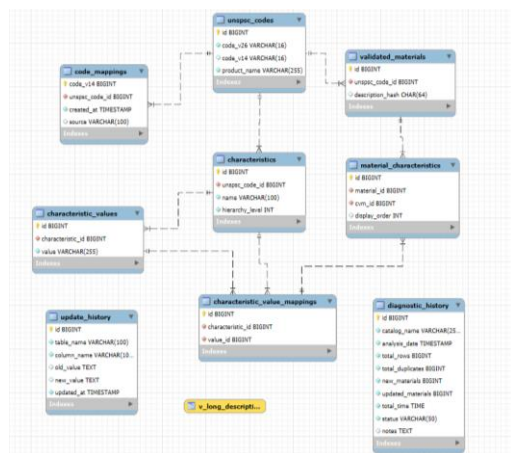 unspsc_codes
id BIGINT
code_v26 VARCHAR(16)
code_v14 VARCHAR(16)
product_name VARCHAR(255)
Indexes
code_mappings
code_v14 BIGINT
unspsc_code_id BIGINT
created_at TIMESTAMP
source VARCHAR(100)
Indexes
validated_materials
id BIGINT
unspsc_code_id BIGINT
description_hash CHAR(64)
Indexes
characteristics
id BIGINT
unspsc_code_id BIGINT
name VARCHAR(100)
hierarchy_level INT
Indexes
material_characteristics
id BIGINT
material_id BIGINT
cvm_id BIGINT
display_order INT
Indexes
characteristic_values
id BIGINT
characteristic_id BIGINT
value VARCHAR(255)
Indexes
update_history
id BIGINT
table_name VARCHAR(100)
column_name VARCHAR(10...
old_value TEXT
new_value TEXT
updated_at TIMESTAMP
Indexes
characteristic_value_mappings
id BIGINT
characteristic_id BIGINT
value_id BIGINT
Indexes
v_long_descripti...
diagnostic_history
id BIGINT
catalog_name VARCHAR(25...
analysis_date TIMESTAMP
total_rows BIGINT
total_duplicates BIGINT
new_materials BIGINT
updated_materials BIGINT
total_time TIME
status VARCHAR(50)
notes TEXT
Indexes